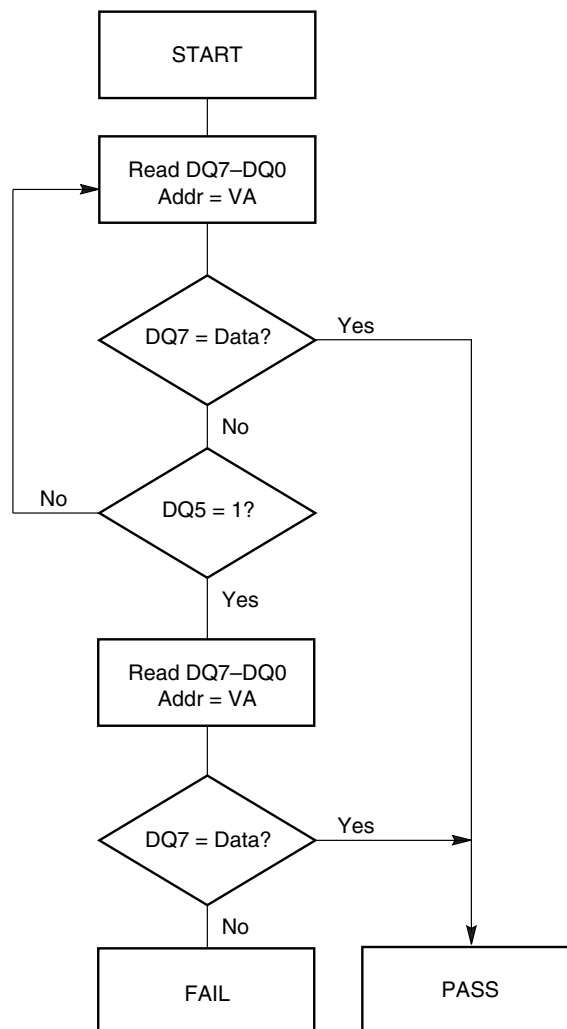 START
Read DQ7–DQ0
Addr = VA
DQ7 = Data?
Yes
No
No
DQ5 = 1?
Yes
Read DQ7–DQ0
Addr = VA
DQ7 = Data?
Yes
No
FAIL
PASS